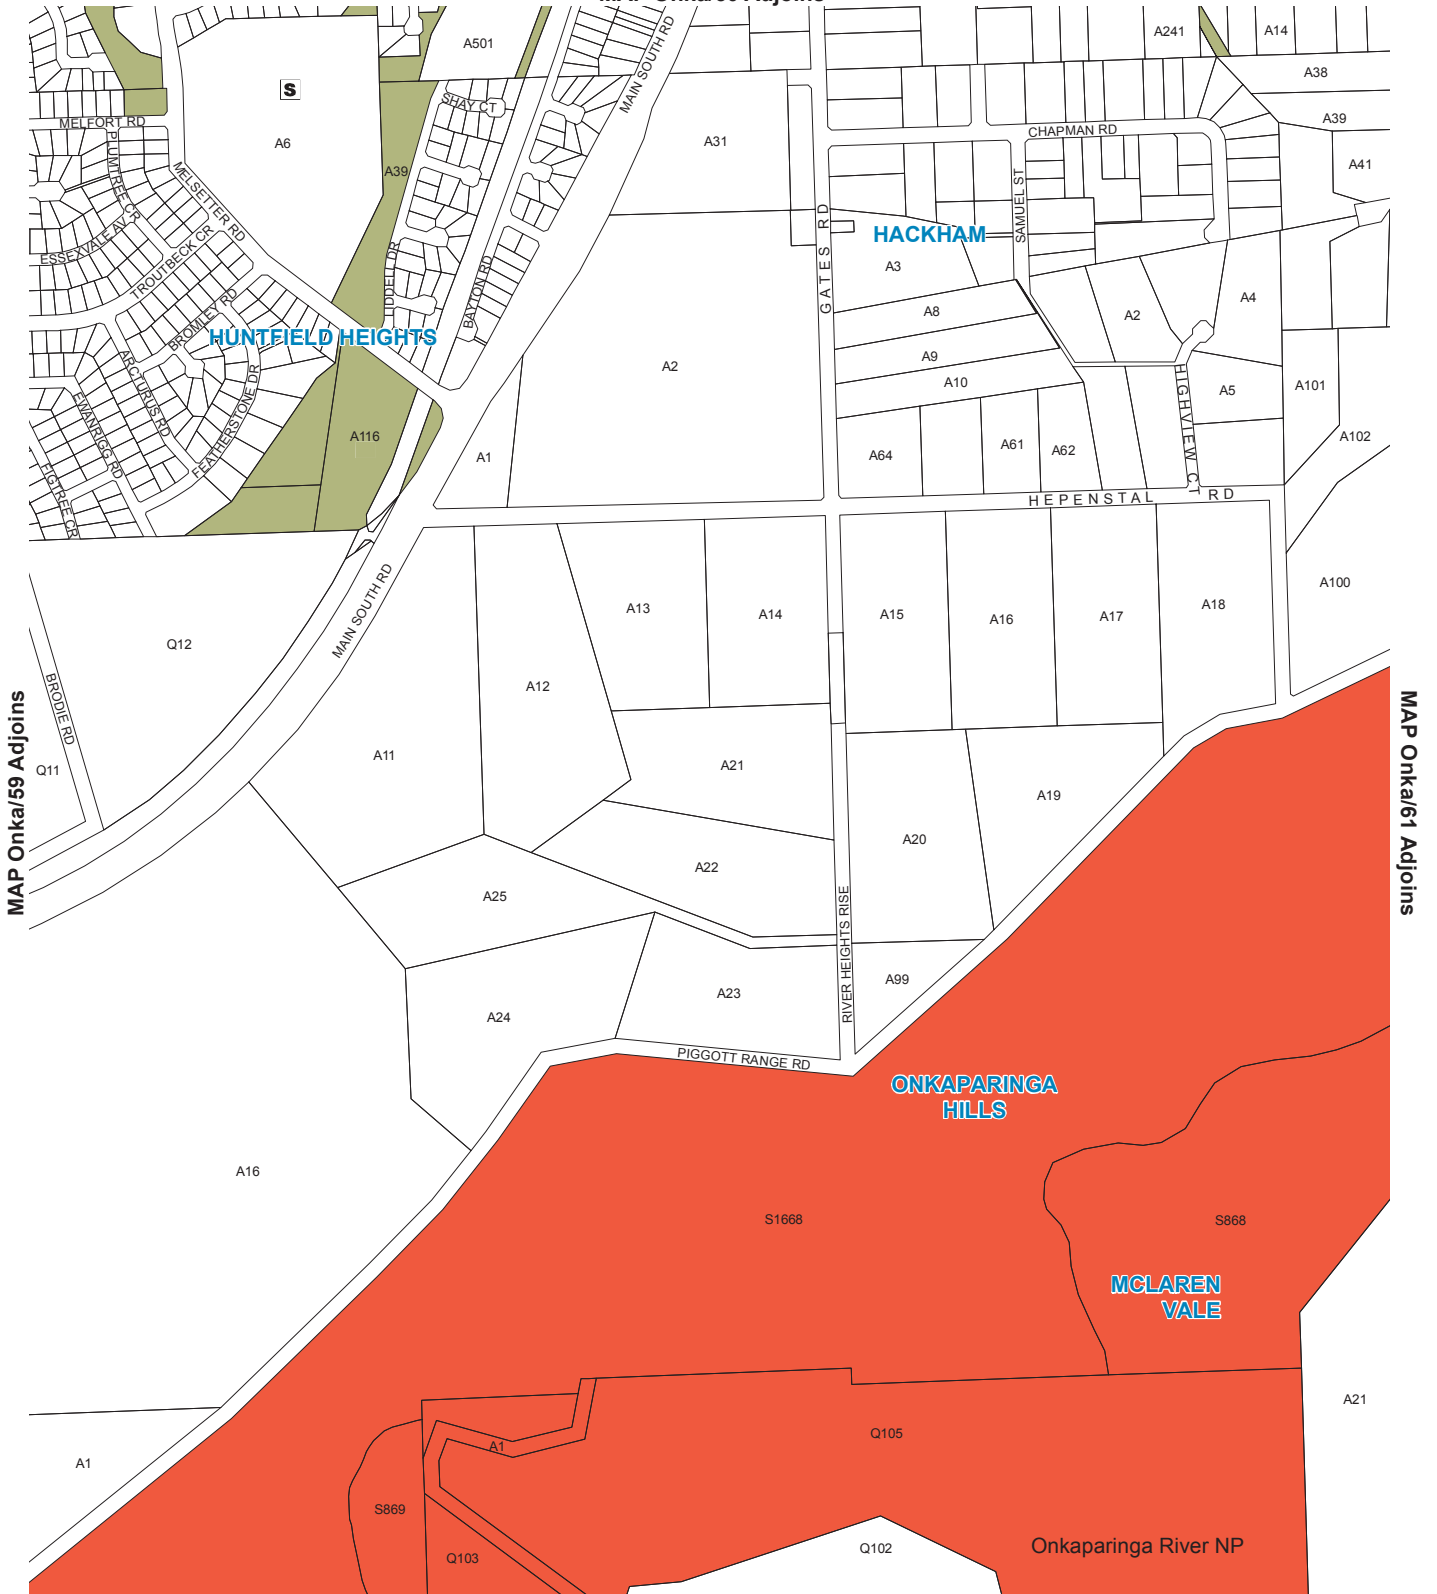 A501
A241
A14
S
A38
SHAY CT
MAIN SOUTH RD
MELFORT RD
A39
CHAPMAN RD
A6
A31
A41
PLUMTREE CR
A39
MELSETTER RD
SAMUEL ST
ESSEXVALE AV
TROUTBECK CR
HACKHAM
GATES RD
A3
LIDDELL DR
BAYTON RD
A4
BROMLEY RD
A8
A2
HUNTFIELD HEIGHTS
A9
A2
A10
ARCTURUS RD
FEATHERSTONE DR
EWANRIGG RD
A5
A101
HIGHVIEW CT
A116
A102
A1
A64
A61
A62
FIGTREE CR
HEPENSTAL RD
MAIN SOUTH RD
A100
A13
A14
A15
A16
A17
A18
Q12
A12
BRODIE RD
MAP Onka/59 Adjoins
MAP Onka/61 Adjoins
A11
Q11
A21
A19
A20
A22
A25
RIVER HEIGHTS RISE
A99
A23
A24
PIGGOTT RANGE RD
ONKAPARINGA
HILLS
A16
S1668
S868
MCLAREN
VALE
A21
Q105
A1
A1
S869
Q103
Q102
Onkaparinga River NP